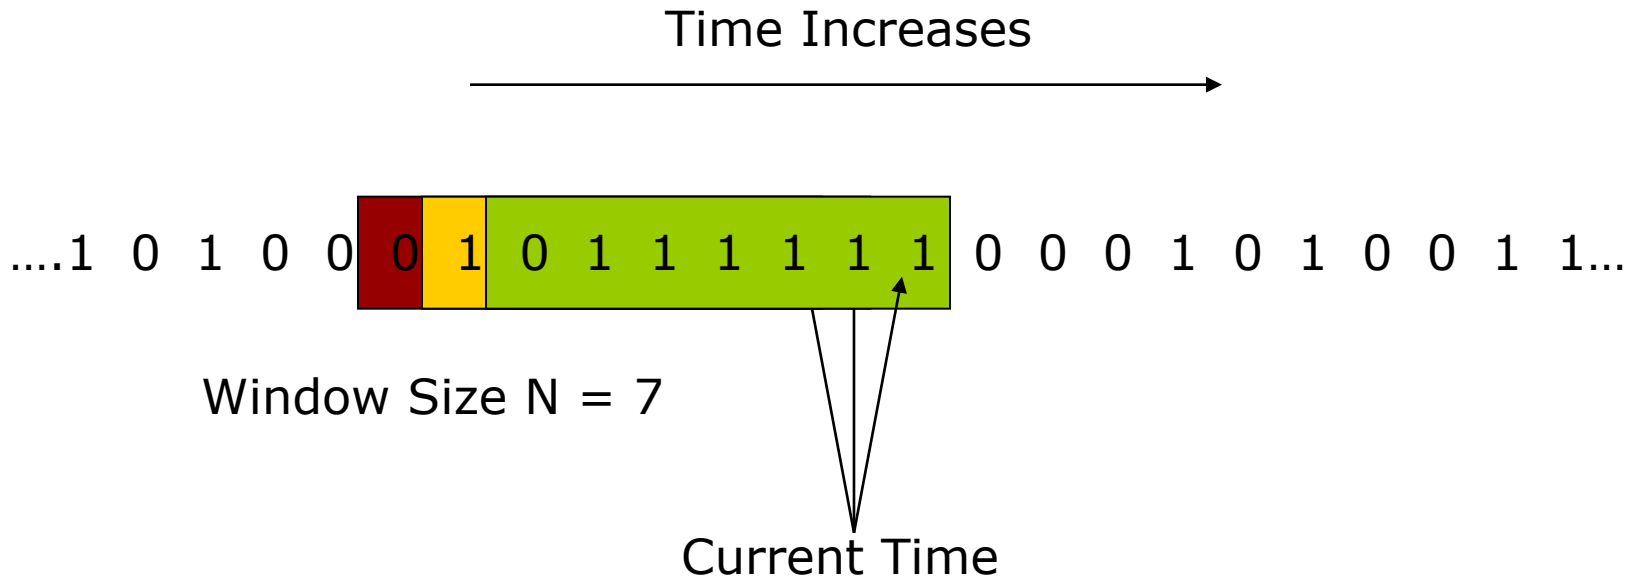 Time Increases
….1 0 1 0 0 0 1 0 1 1 1 1 1 1 0 0 0 1 0 1 0 0 1 1…
Window Size N = 7
Current Time